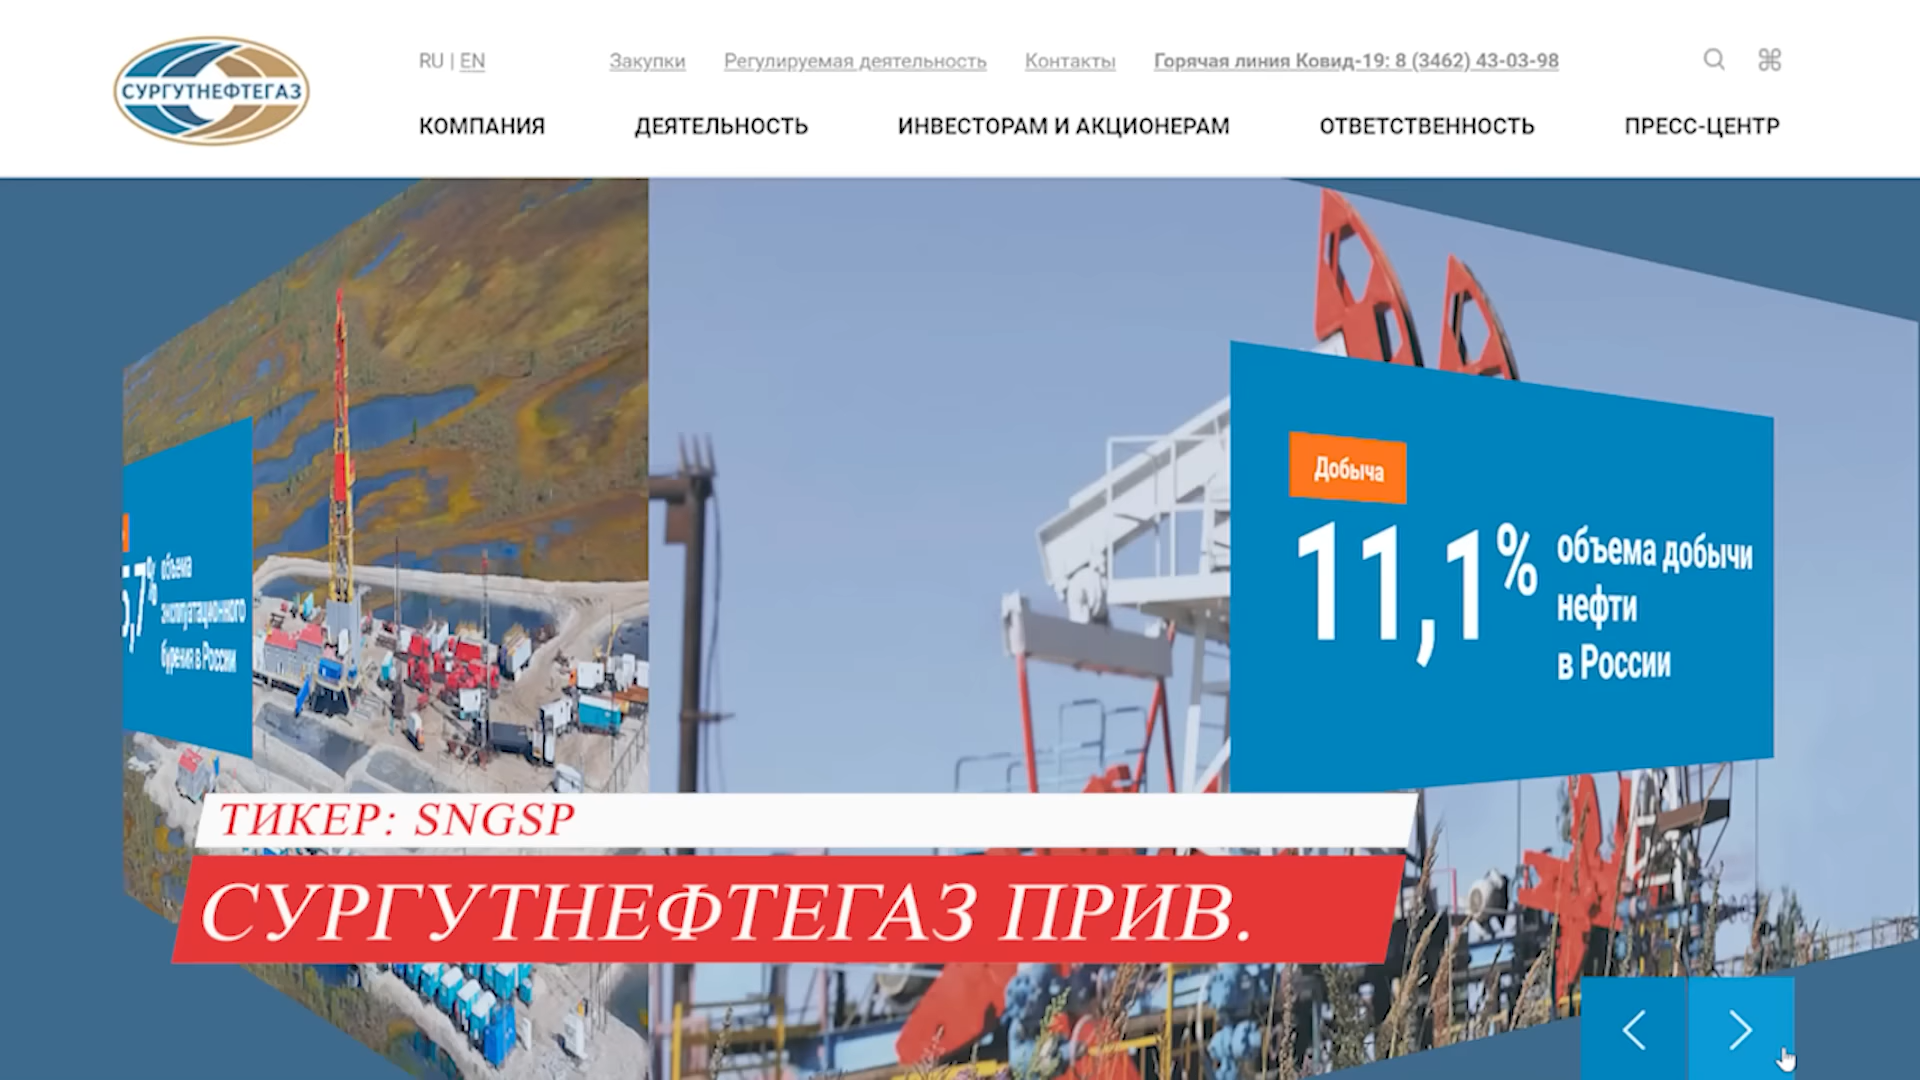 СУРГУТНЕФТЕГАЗ
RU | EN
Закупки Регулируемая деятельность Контакты Горячая линия Ковид-19: 8 (3462) 43-03-98
КОМПАНИЯ ДЕЯТЕЛЬНОСТЬ ИНВЕСТОРАМ И АКЦИОНЕРАМ ОТВЕТСТВЕННОСТЬ ПРЕСС-ЦЕНТР
5,7% объема
эксплуатационного
бурения в России
Добыча
11,1% объема добычи
нефти
в России
ТИКЕР: SNGSP
СУРГУТНЕФТЕГАЗ ПРИВ.